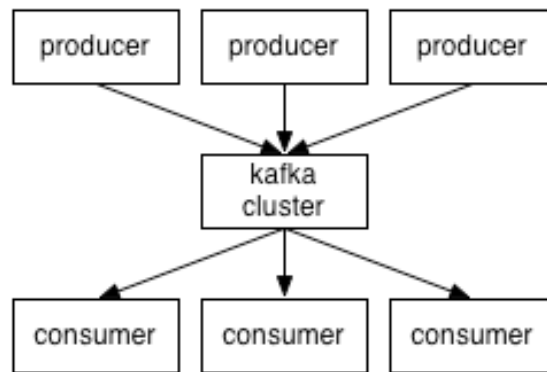 producer
producer
producer
kafka
cluster
consumer
consumer
consumer